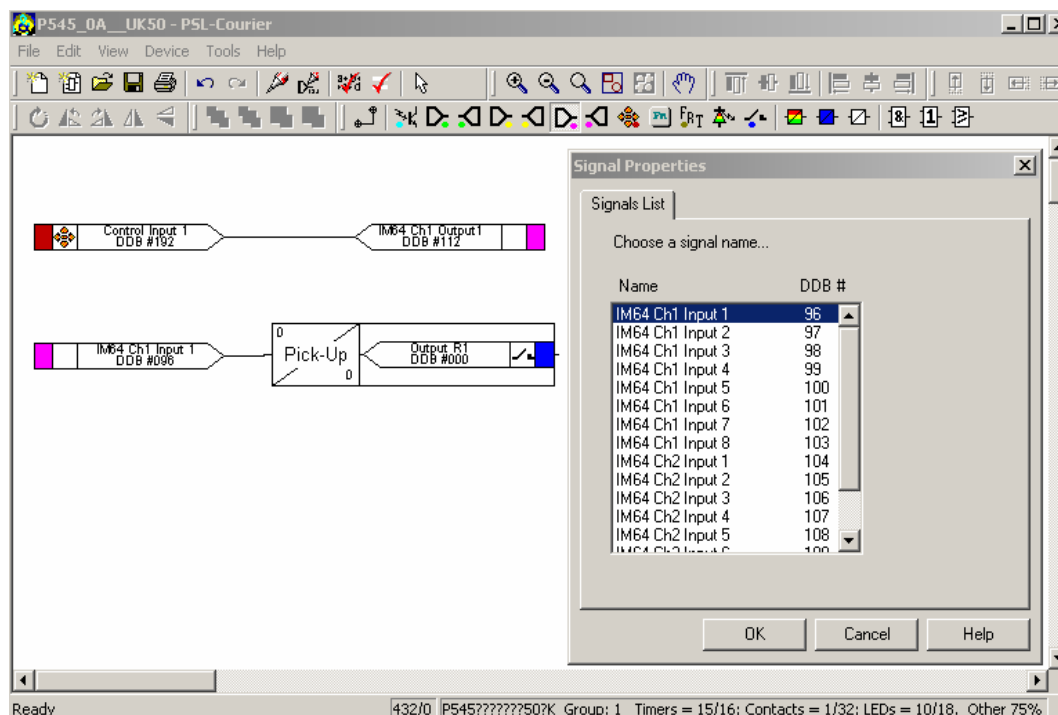 P545_0A__UK50 - PSL-Courier
File Edit View Device Tools Help
Control Input 1
DDB #192
IM64 Ch1 Output1
DDB #112
IM64 Ch1 Input 1
DDB #096
0
Pick-Up
0
Output R1
DDB #000
Signal Properties
Signals List
Choose a signal name...
Name DDB #
IM64 Ch1 Input 1 96
IM64 Ch1 Input 2 97
IM64 Ch1 Input 3 98
IM64 Ch1 Input 4 99
IM64 Ch1 Input 5 100
IM64 Ch1 Input 6 101
IM64 Ch1 Input 7 102
IM64 Ch1 Input 8 103
IM64 Ch2 Input 1 104
IM64 Ch2 Input 2 105
IM64 Ch2 Input 3 106
IM64 Ch2 Input 4 107
IM64 Ch2 Input 5 108
IM64 Ch2 Input 6 109
OK Cancel Help
Ready 432/0 P545???????50?K Group: 1 Timers = 15/16; Contacts = 1/32; LEDs = 10/18, Other 75%